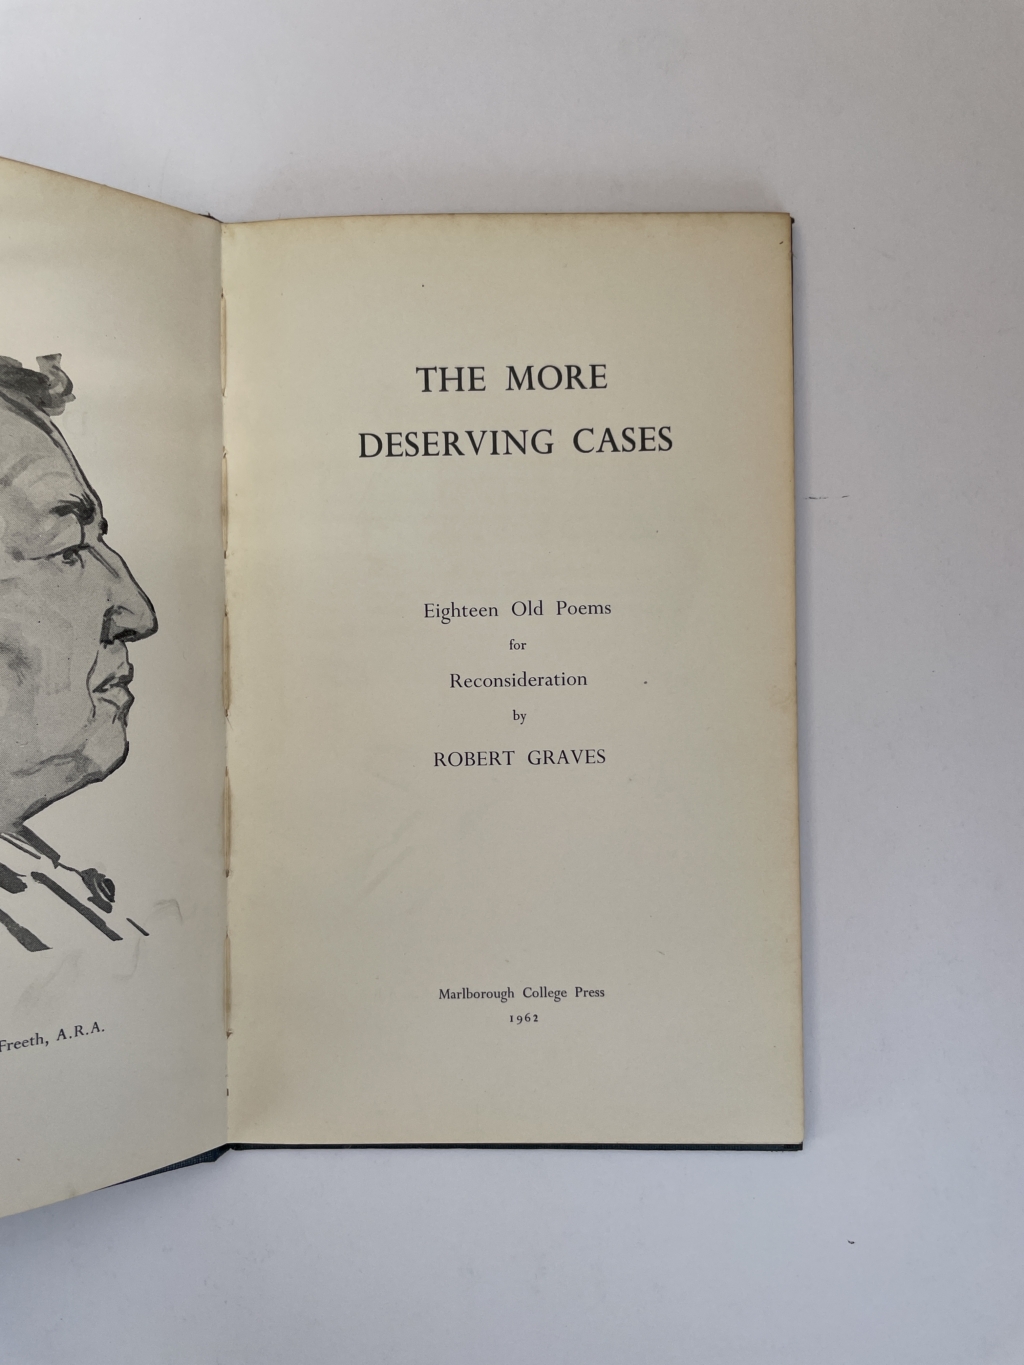 THE MORE
DESERVING CASES
Eighteen Old Poems
for
Reconsideration
by
ROBERT GRAVES
Marlborough College Press
1962
Freeth, A.R.A.